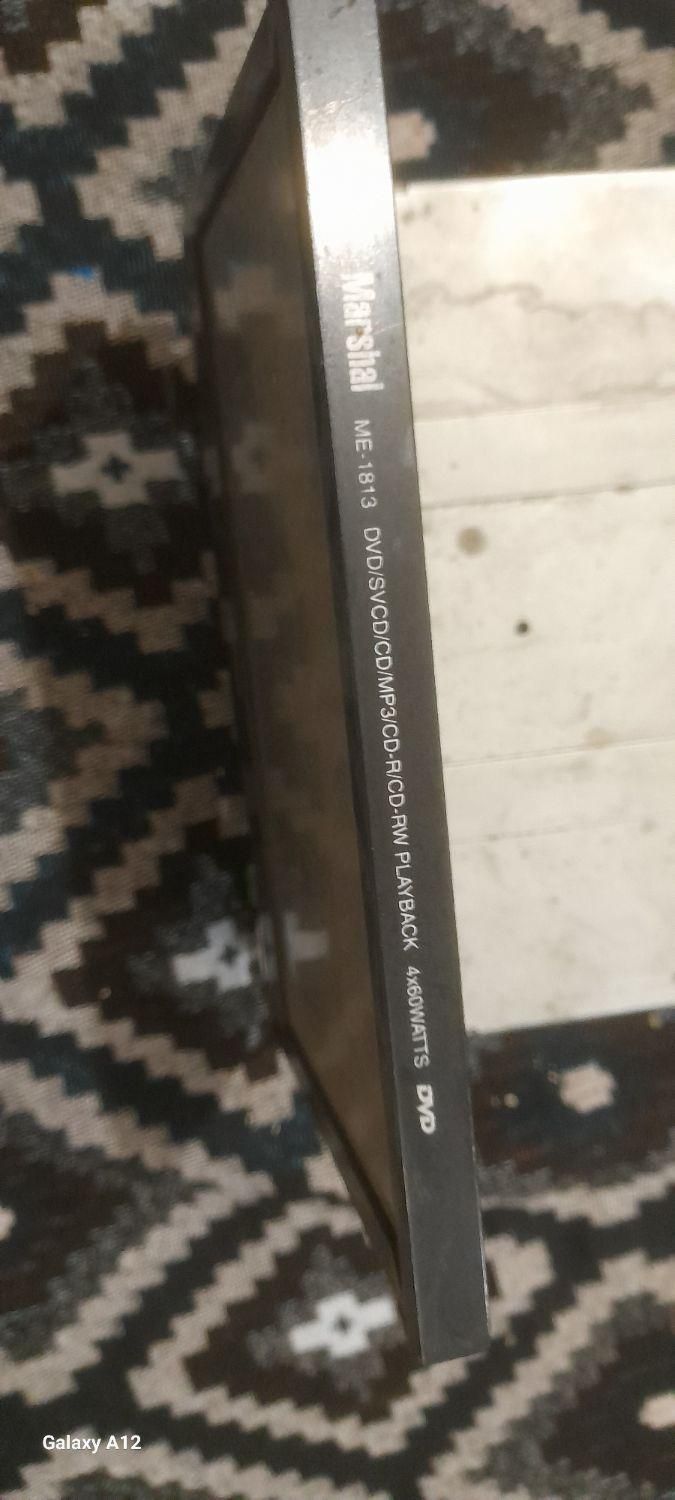 Marshal ME-1813 DVD/SVCD/CD/MP3/CD-R/CD-RW PLAYBACK 4x60WATTS DVD
Galaxy A12